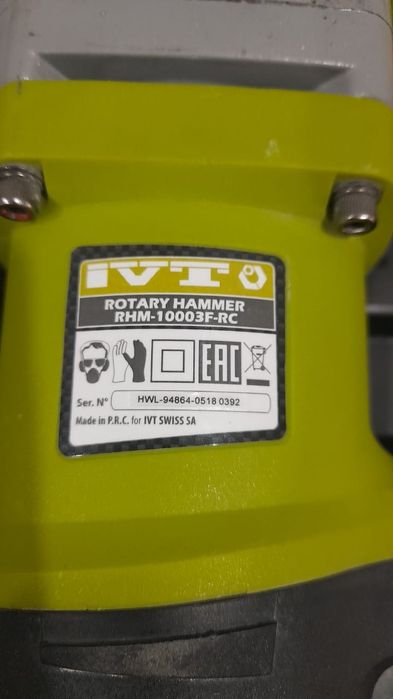 IVT
ROTARY HAMMER
RHM-10003F-RC
EAC
Ser. N° HWL-94864-0518 0392
Made in P.R.C. for IVT SWISS SA